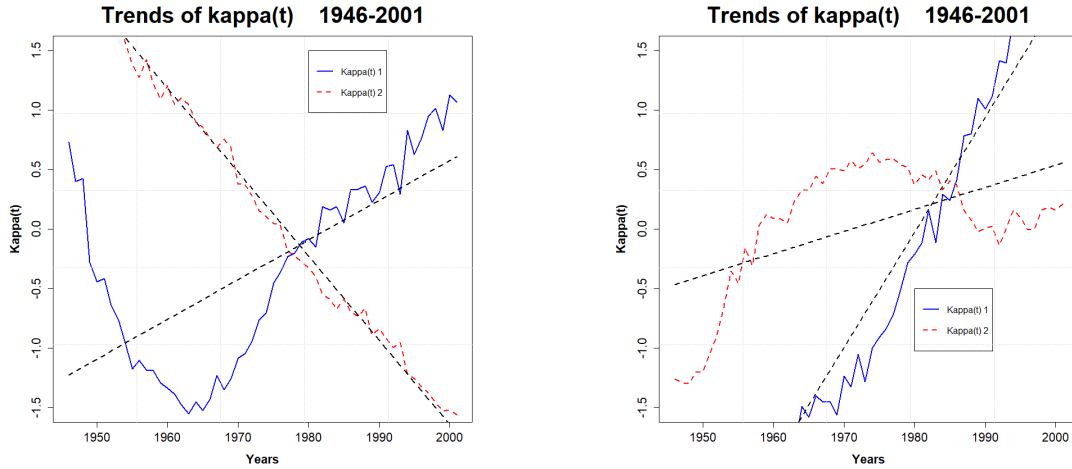 Trends of kappa(t) 1946-2001
Kappa(t)
1.5
1.0
0.5
0.0
-0.5
-1.0
-1.5
Kappa(t) 1
Kappa(t) 2
1950 1960 1970 1980 1990 2000
Years
Trends of kappa(t) 1946-2001
Kappa(t)
1.5
1.0
0.5
0.0
-0.5
-1.0
-1.5
Kappa(t) 1
Kappa(t) 2
1950 1960 1970 1980 1990 2000
Years